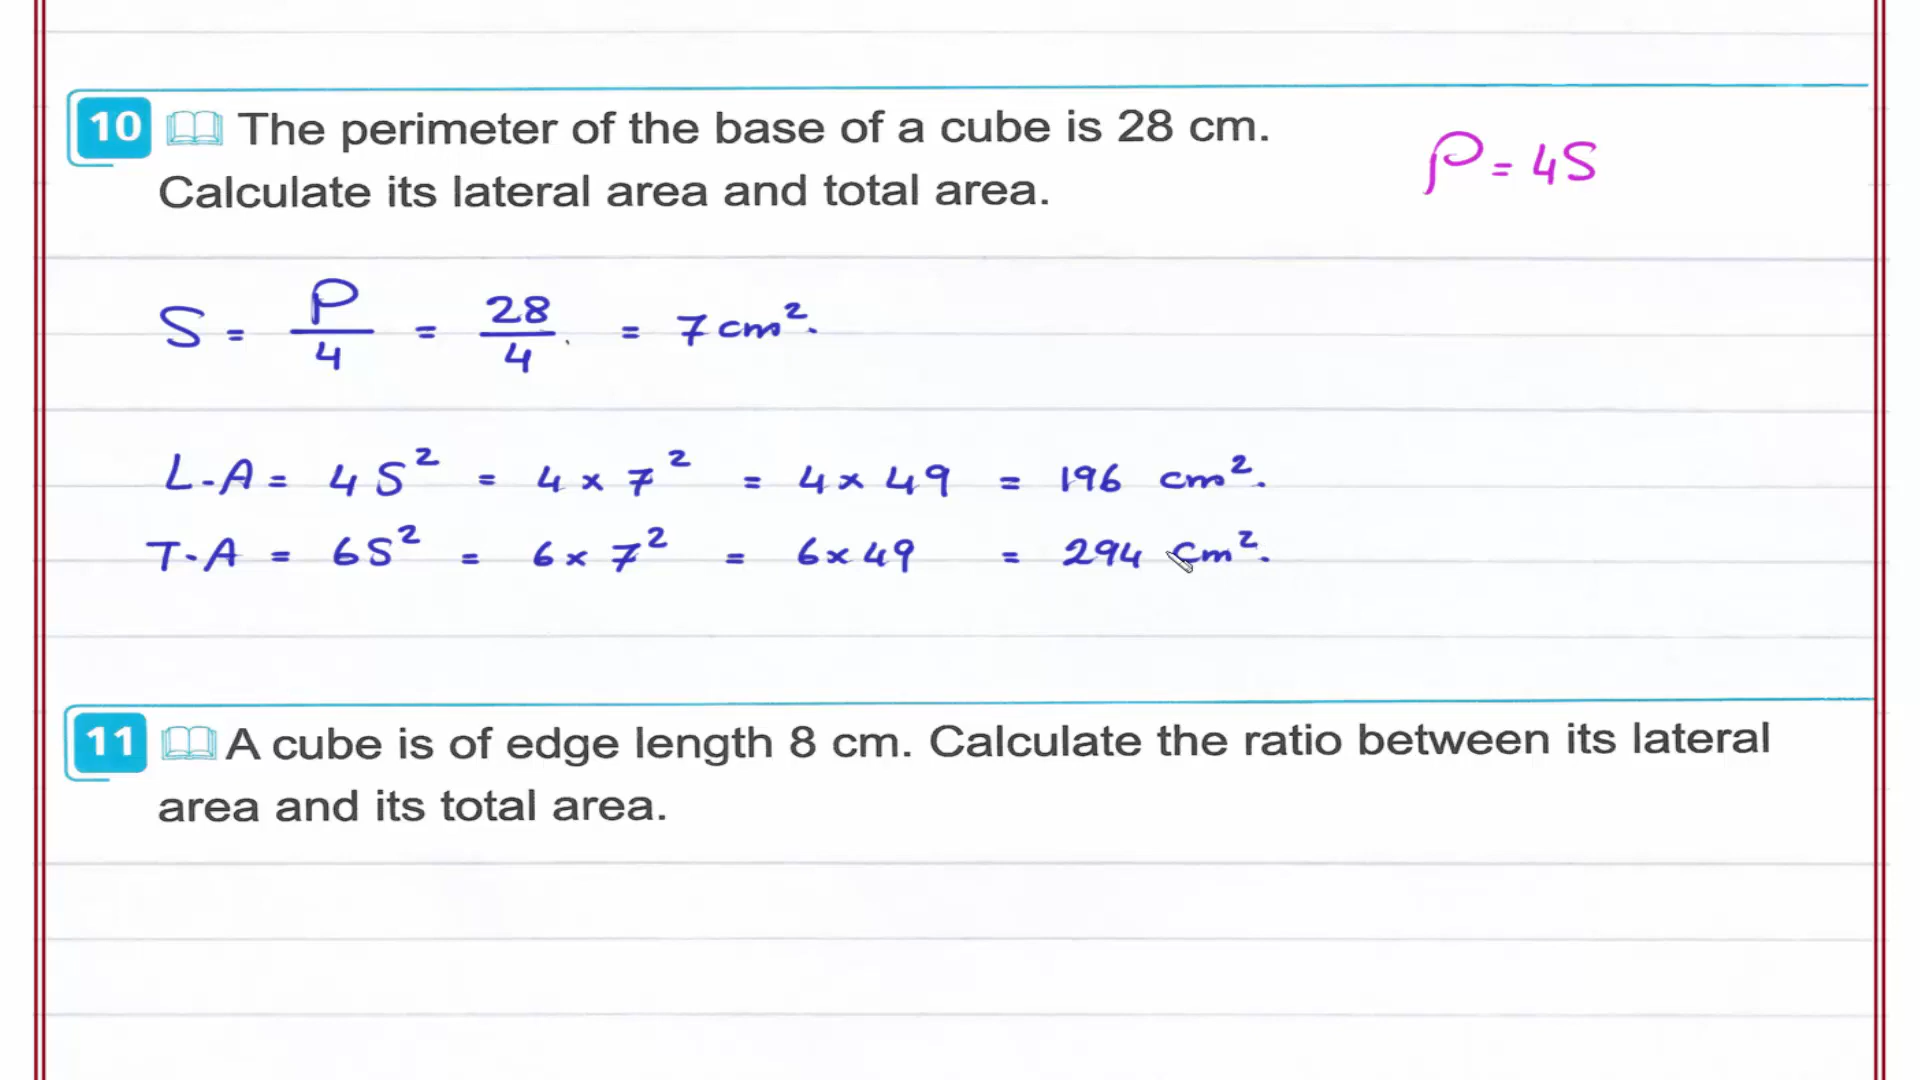 10 The perimeter of the base of a cube is 28 cm.
Calculate its lateral area and total area.
P = 4S
S = P/4 = 28/4 = 7 cm².
L.A = 4S² = 4 × 7² = 4 × 49 = 196 cm².
T.A = 6S² = 6 × 7² = 6 × 49 = 294 cm².
11 A cube is of edge length 8 cm. Calculate the ratio between its lateral
area and its total area.